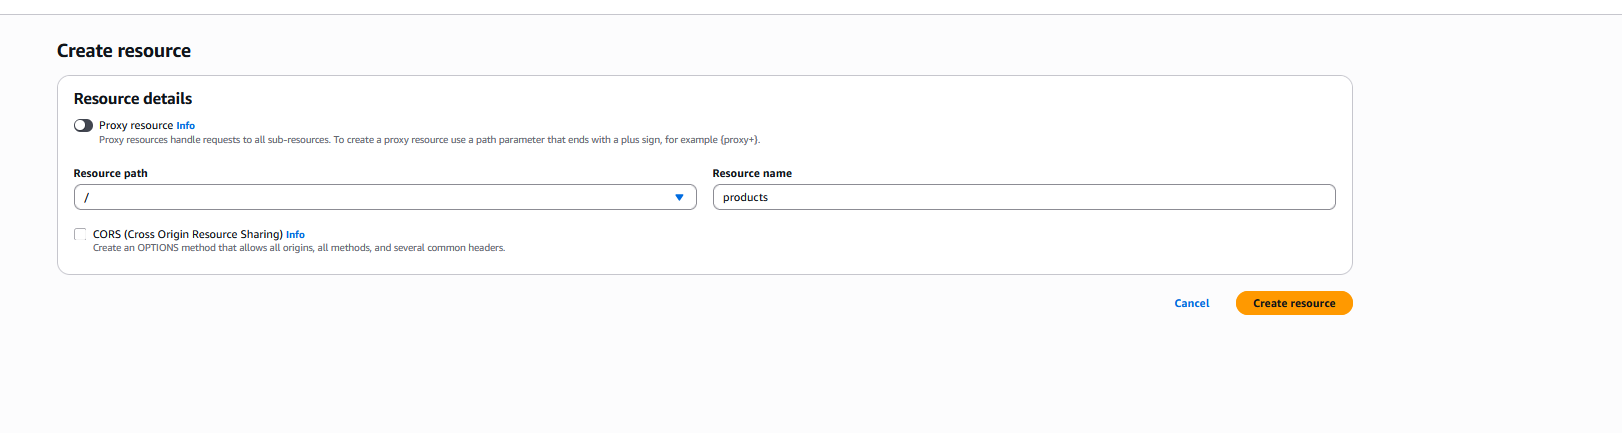 Create resource
Resource details
Proxy resource Info
Proxy resources handle requests to all sub-resources. To create a proxy resource use a path parameter that ends with a plus sign, for example {proxy+}.
Resource path
Resource name
/
products
CORS (Cross Origin Resource Sharing) Info
Create an OPTIONS method that allows all origins, all methods, and several common headers.
Cancel
Create resource